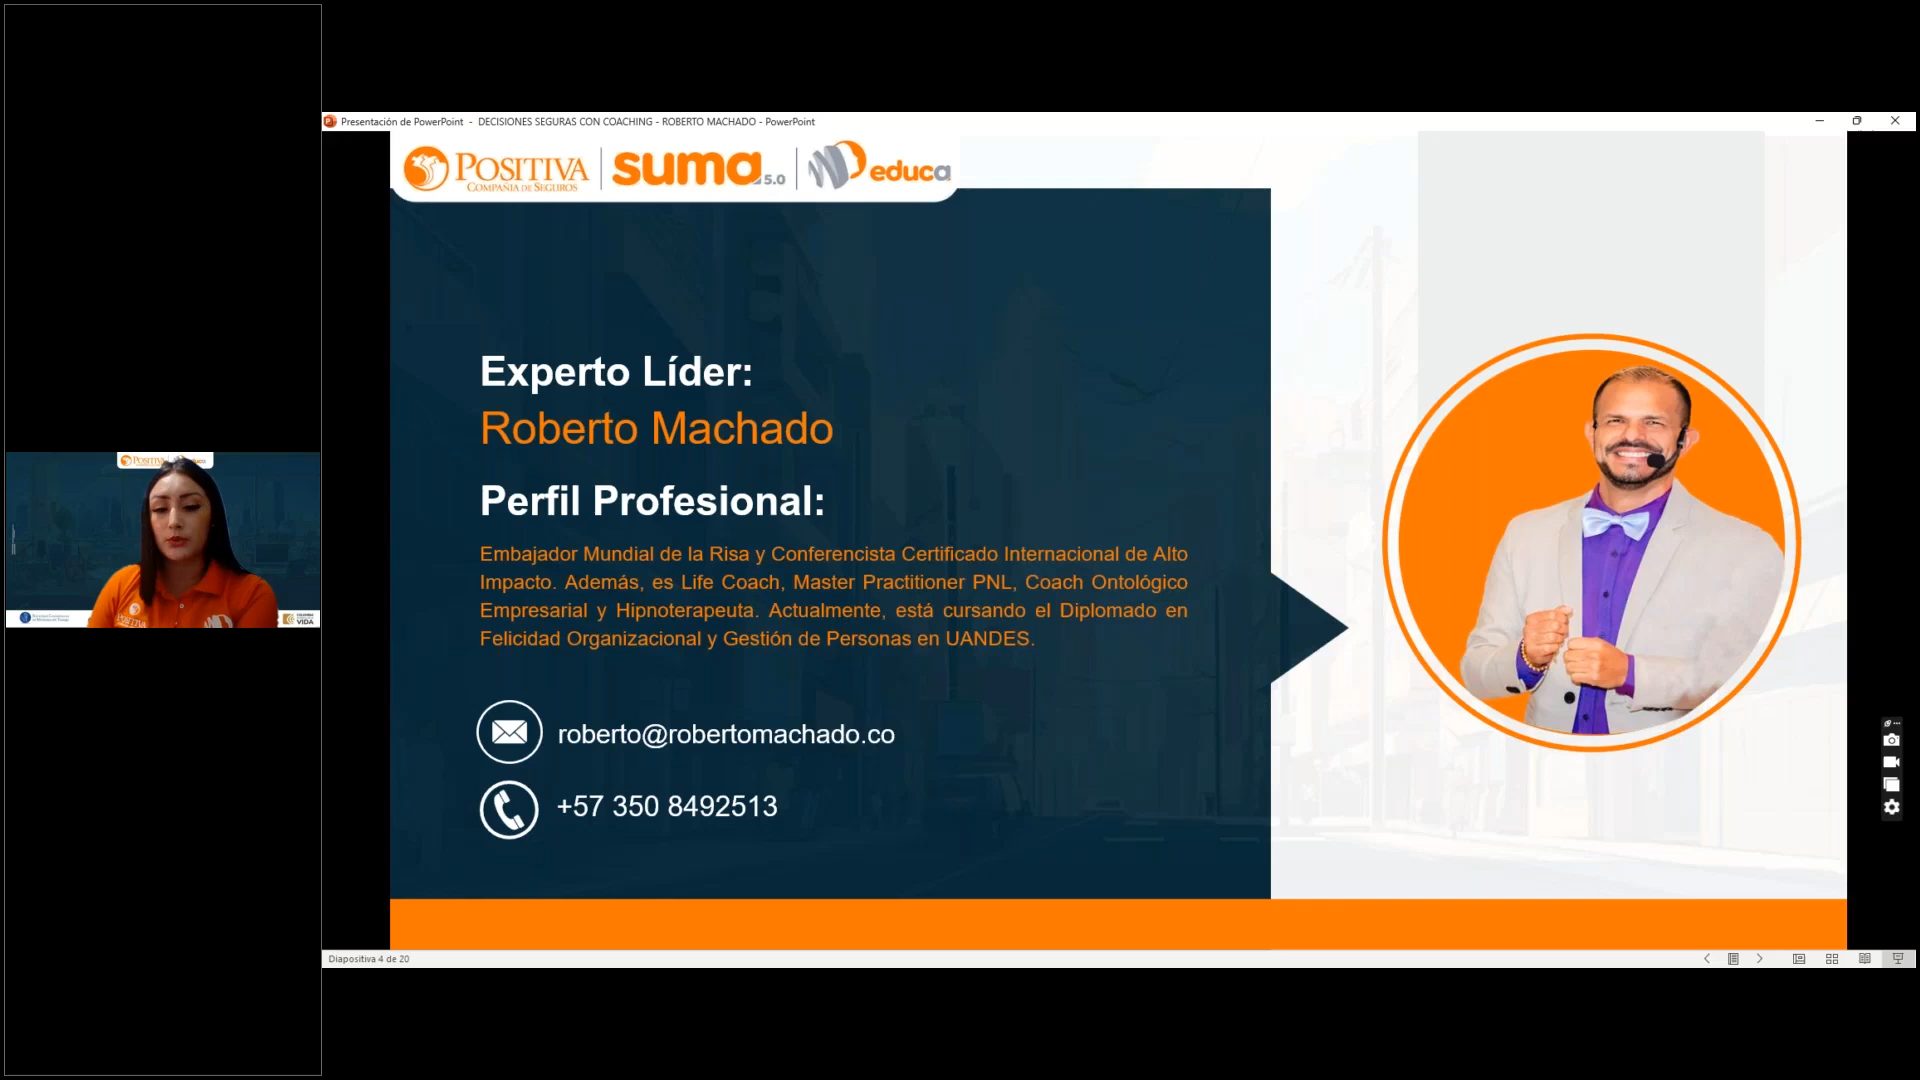 Presentación de PowerPoint - DECISIONES SEGURAS CON COACHING - ROBERTO MACHADO - PowerPoint
POSITIVA
COMPAÑÍA DE SEGUROS
suma 5.0
educa
Experto Líder:
Roberto Machado
Perfil Profesional:
Embajador Mundial de la Risa y Conferencista Certificado Internacional de Alto
Impacto. Además, es Life Coach, Master Practitioner PNL, Coach Ontológico
Empresarial y Hipnoterapeuta. Actualmente, está cursando el Diplomado en
Felicidad Organizacional y Gestión de Personas en UANDES.
roberto@robertomachado.co
+57 350 8492513
POSITIVA
POSITIVA
VIDA
Diapositiva 4 de 20